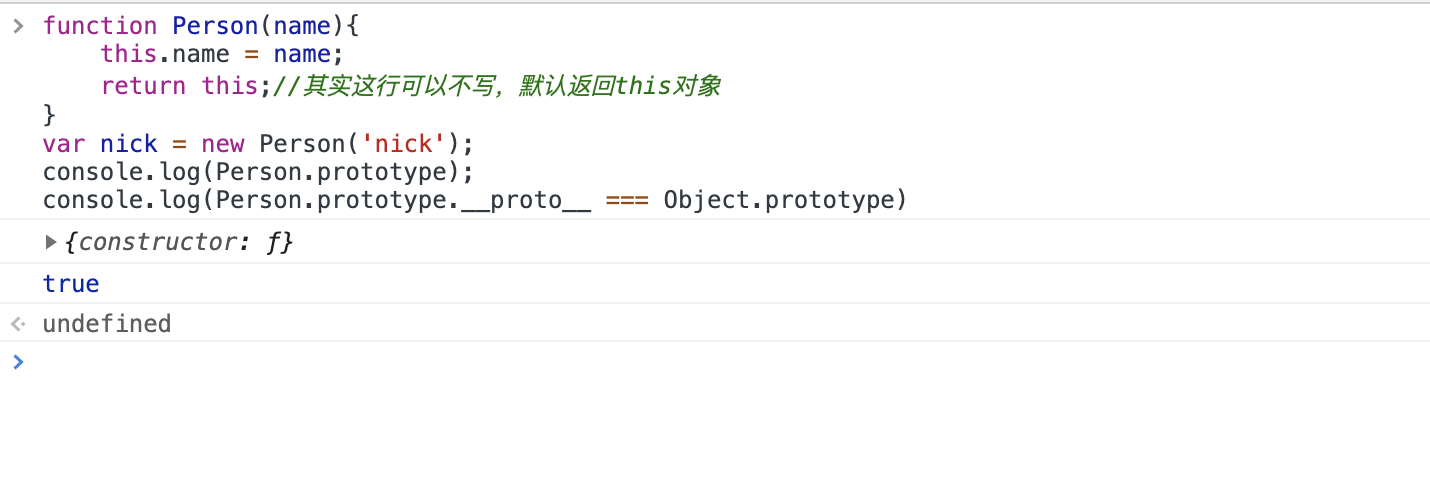 function Person(name){
    this.name = name;
    return this;//其实这行可以不写，默认返回this对象
}
var nick = new Person('nick');
console.log(Person.prototype);
console.log(Person.prototype.__proto__ === Object.prototype)
{constructor: ƒ}
true
undefined